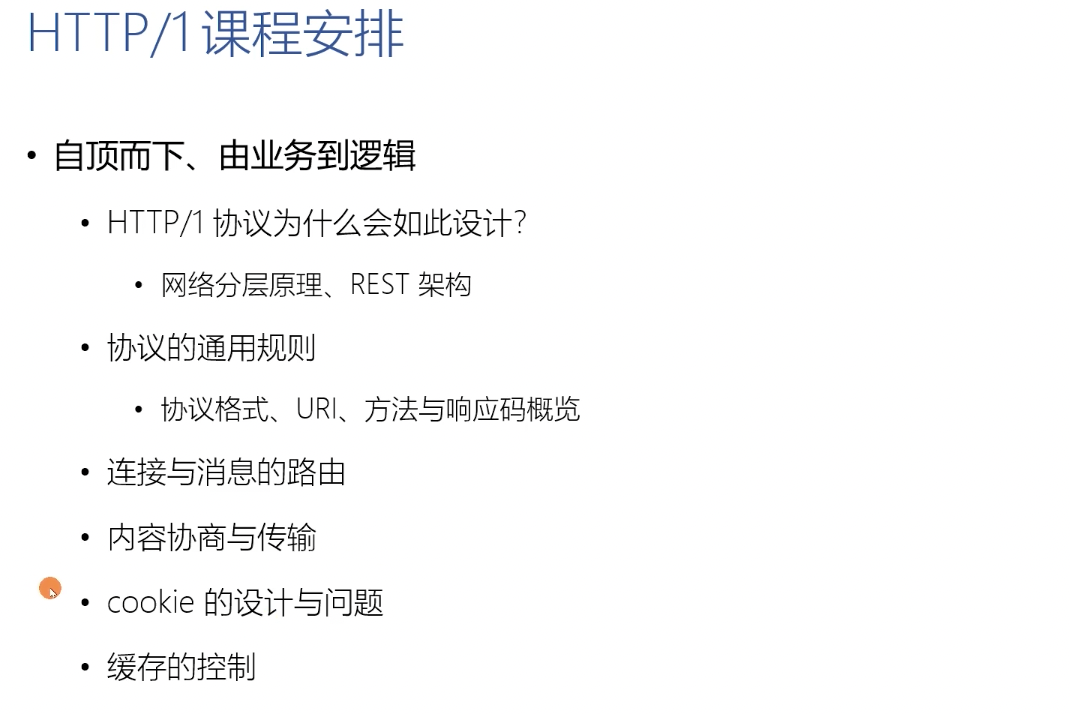 HTTP/1课程安排
• 自顶而下、由业务到逻辑
• HTTP/1 协议为什么会如此设计?
• 网络分层原理、REST 架构
• 协议的通用规则
• 协议格式、URI、方法与响应码概览
• 连接与消息的路由
• 内容协商与传输
• cookie 的设计与问题
• 缓存的控制